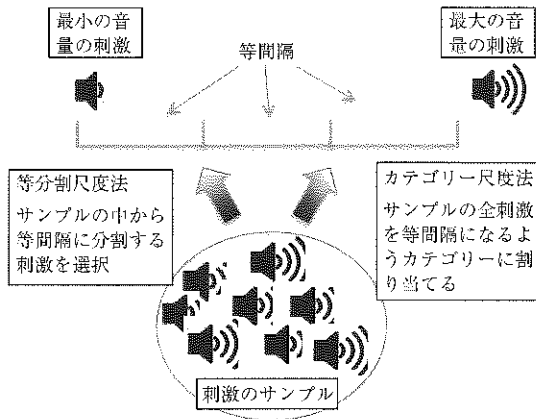 最小の音
量の刺激
最大の音
量の刺激
等間隔
等分割尺度法
サンプルの中から
等間隔に分割する
刺激を選択
カテゴリー尺度法
サンプルの全刺激
を等間隔になるよ
うカテゴリーに割
り当てる
刺激のサンプル